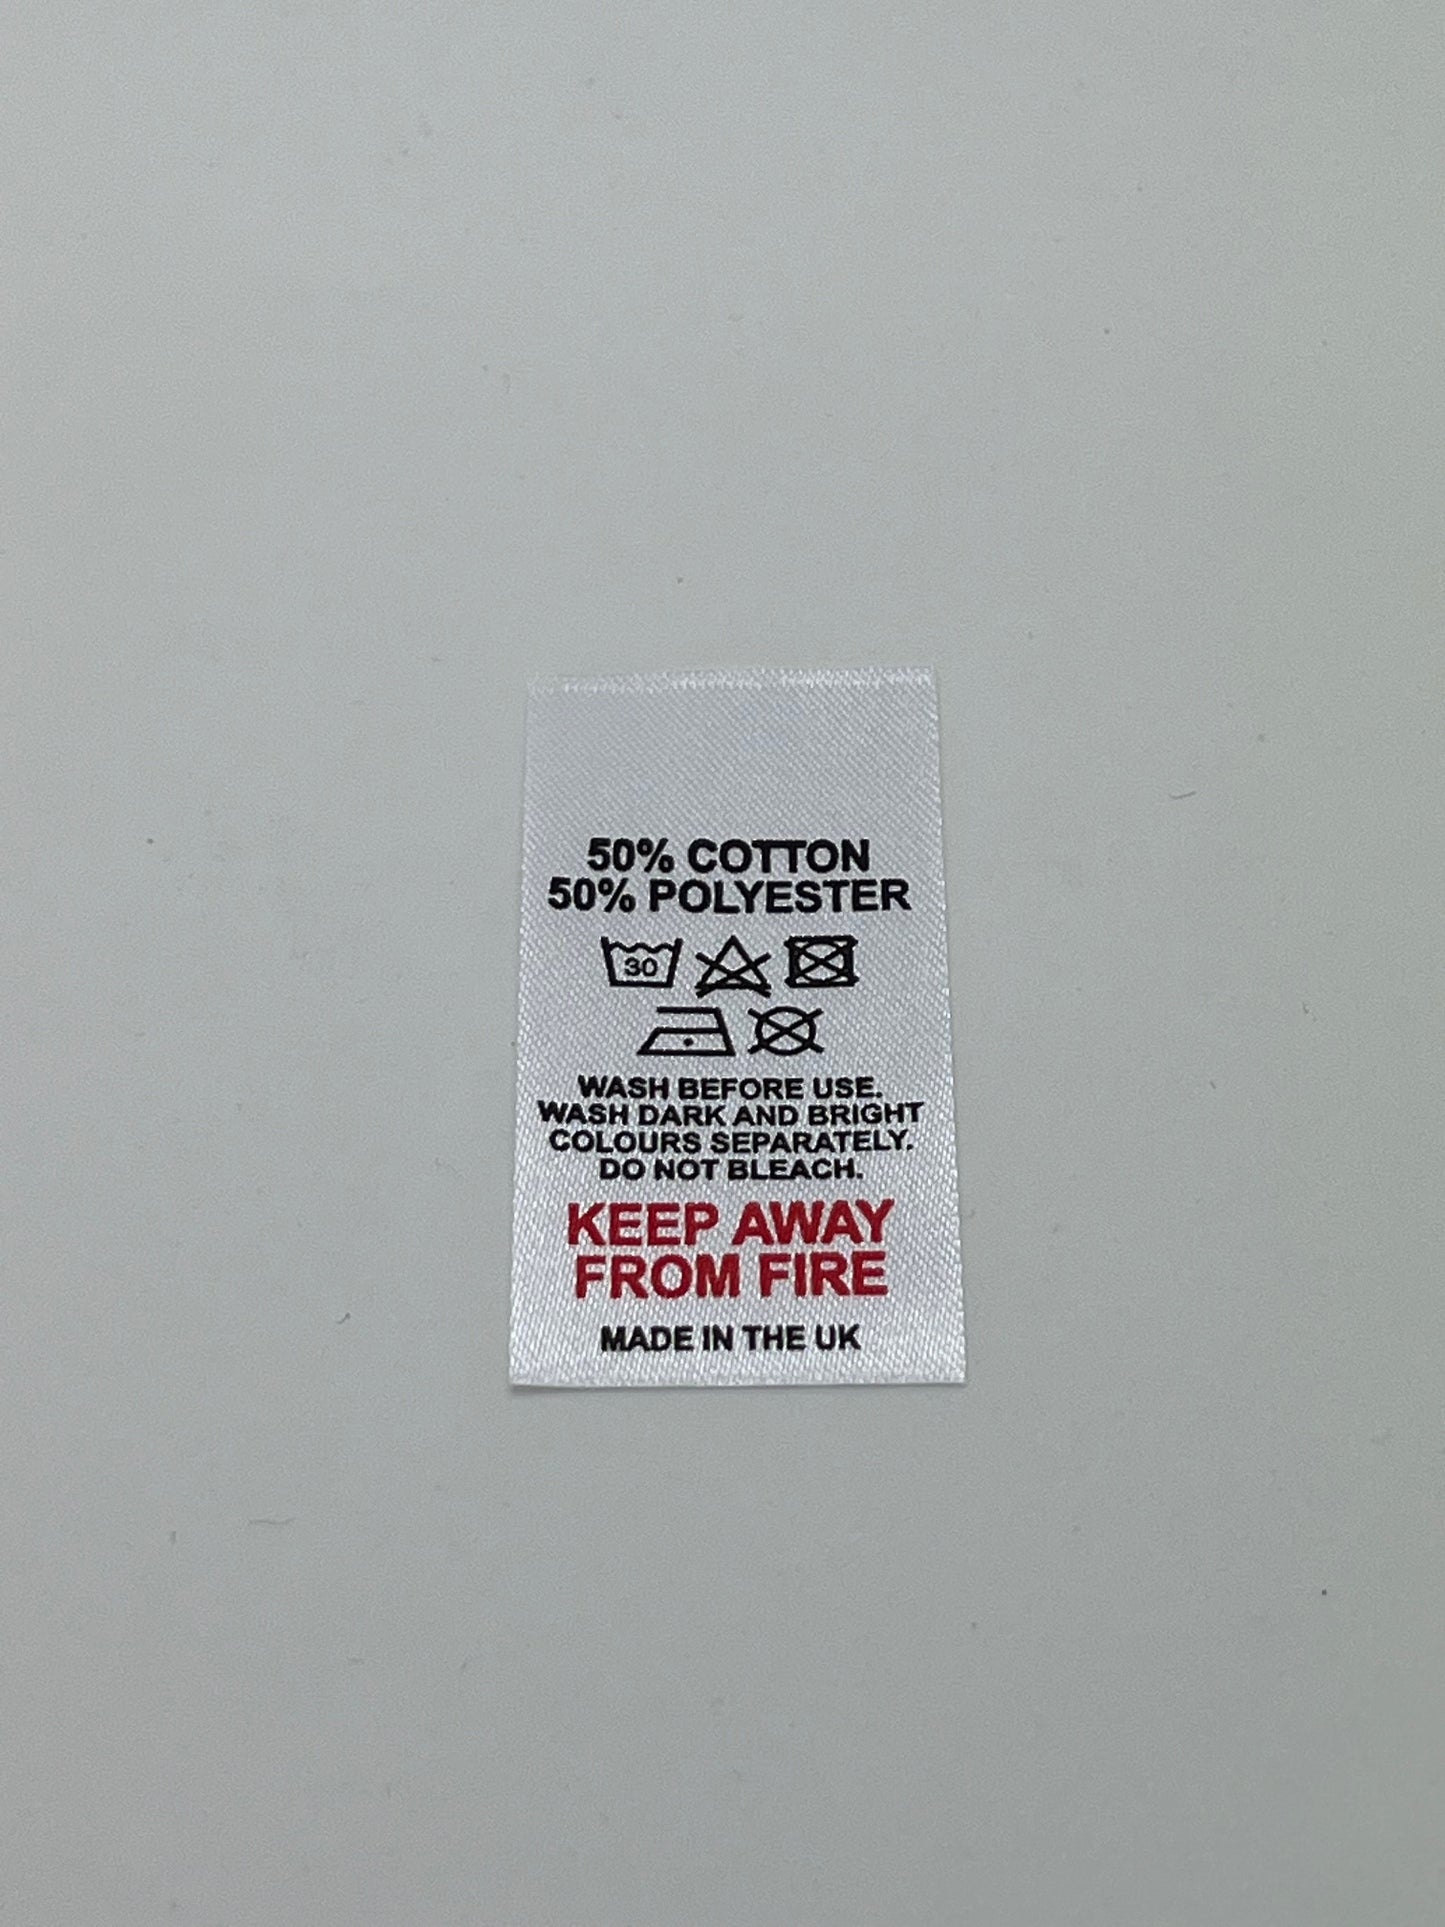 50% COTTON
50% POLYESTER
30
WASH BEFORE USE.
WASH DARK AND BRIGHT
COLOURS SEPARATELY.
DO NOT BLEACH.
KEEP AWAY
FROM FIRE
MADE IN THE UK